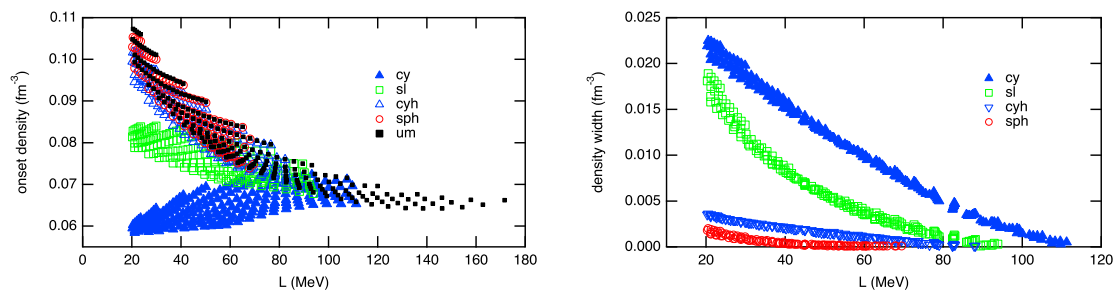 onset density (fm⁻³)
0.11
0.10
0.09
0.08
0.07
0.06
0 20 40 60 80 100 120 140 160 180
L (MeV)
cy
sl
cyh
sph
um
density width (fm⁻³)
0.025
0.020
0.015
0.010
0.005
0.000
20 40 60 80 100 120
L (MeV)
cy
sl
cyh
sph